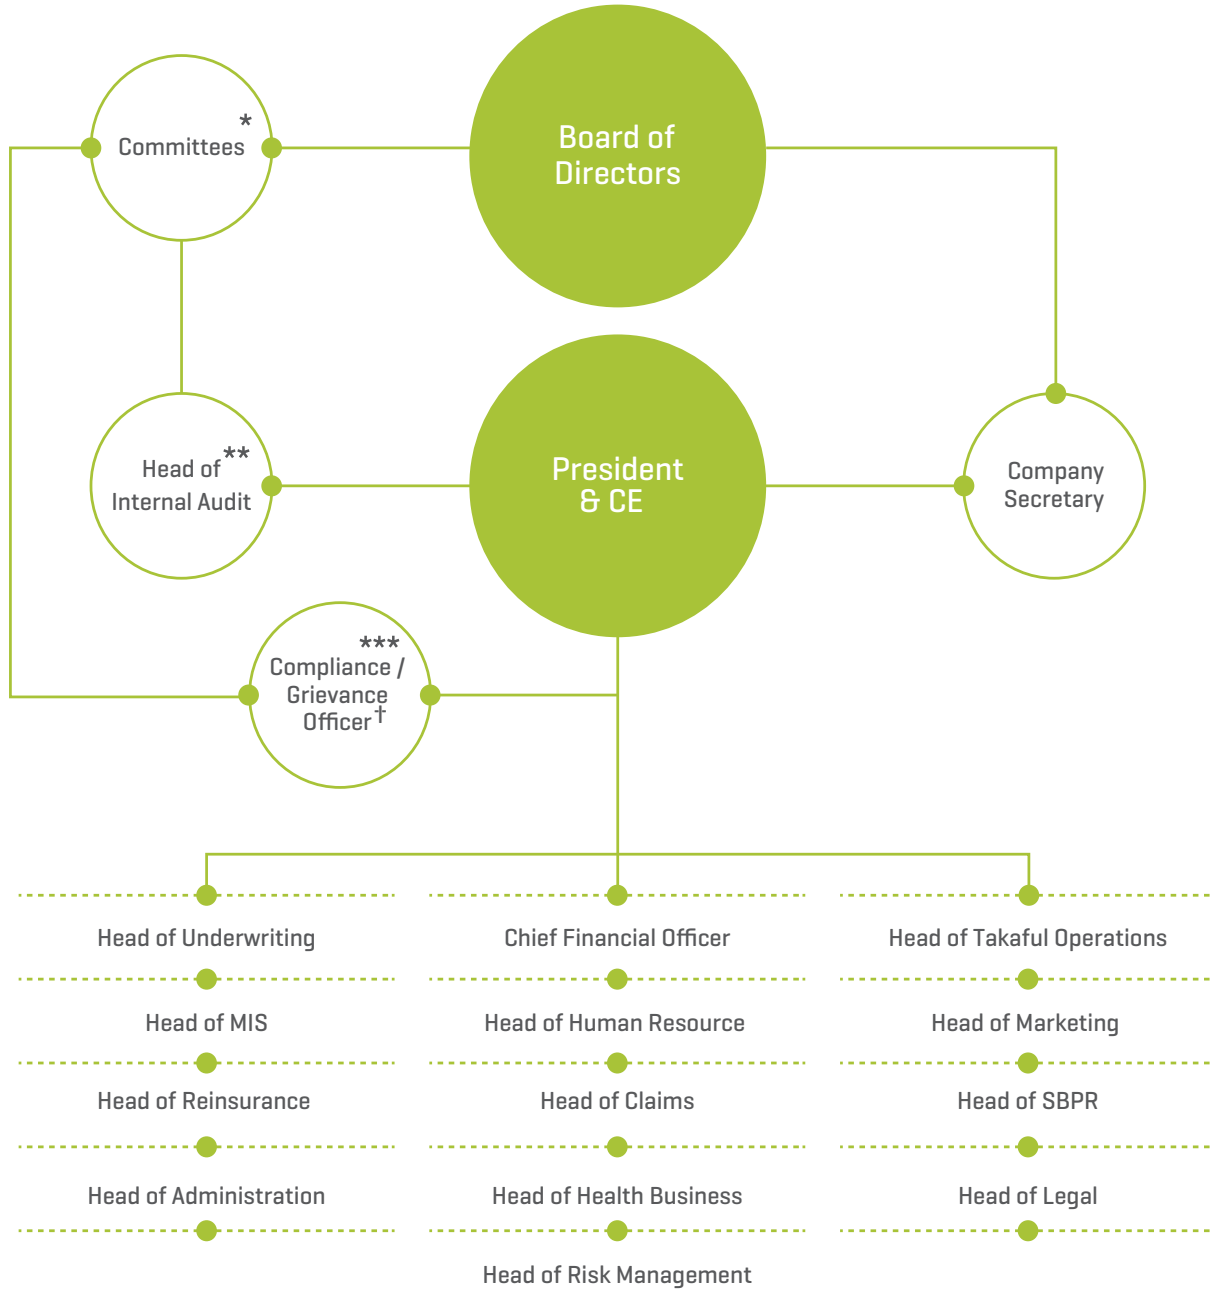 Committees*
Board of
Directors
Head of**
Internal Audit
President
& CE
Company
Secretary
***
Compliance /
Grievance
Officer†
Head of Underwriting
Chief Financial Officer
Head of Takaful Operations
Head of MIS
Head of Human Resource
Head of Marketing
Head of Reinsurance
Head of Claims
Head of SBPR
Head of Administration
Head of Health Business
Head of Legal
Head of Risk Management